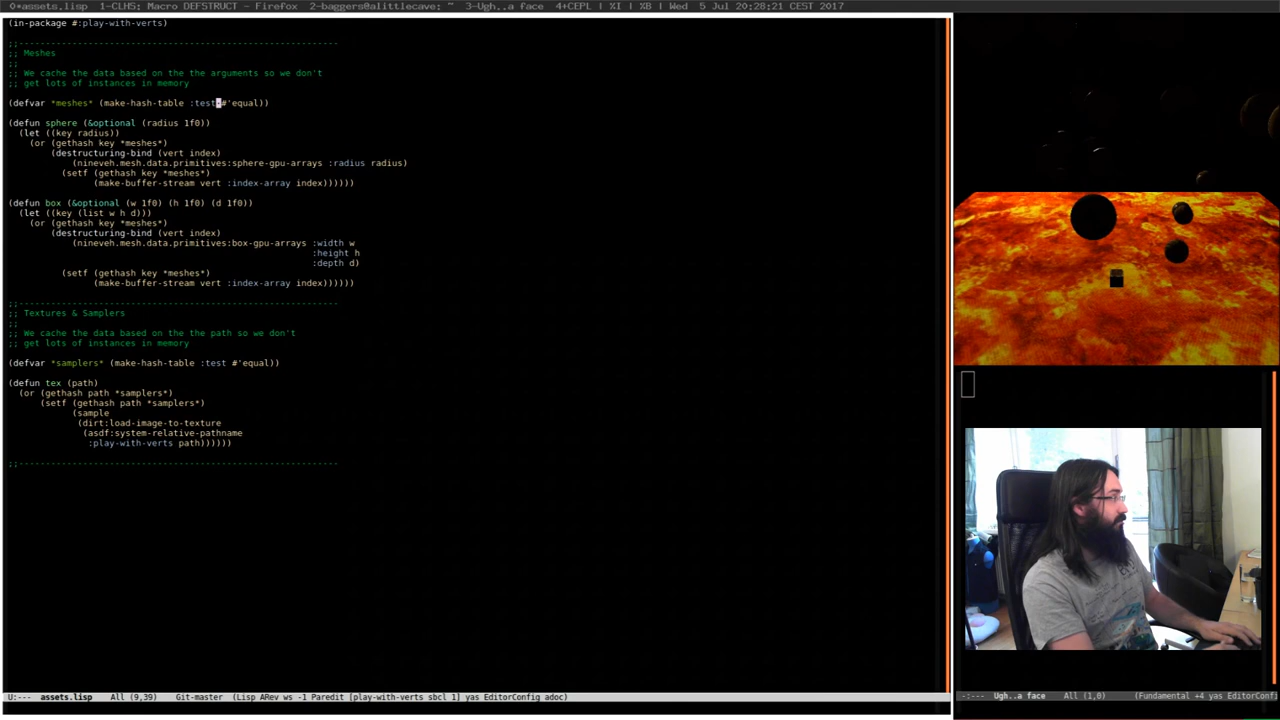 0*assets.lisp  1-CLHS: Macro DEFSTRUCT - Firefox  2-baggers@alittlecave: ~  3-Ugh,.a face  4+CEPL | %I | %B | Wed  5 Jul 20:28:21 CEST 2017
(in-package #:play-with-verts)
;;--------------------------------------------------------------
;; Meshes
;;
;; We cache the data based on the the arguments so we don't
;; get lots of instances in memory
(defvar *meshes* (make-hash-table :test #'equal))
(defun sphere (&optional (radius 1f0))
  (let ((key radius))
    (or (gethash key *meshes*)
        (destructuring-bind (vert index)
            (nineveh.mesh.data.primitives:sphere-gpu-arrays :radius radius)
          (setf (gethash key *meshes*)
                (make-buffer-stream vert :index-array index))))))
(defun box (&optional (w 1f0) (h 1f0) (d 1f0))
  (let ((key (list w h d)))
    (or (gethash key *meshes*)
        (destructuring-bind (vert index)
            (nineveh.mesh.data.primitives:box-gpu-arrays :width w
                                                         :height h
                                                         :depth d)
          (setf (gethash key *meshes*)
                (make-buffer-stream vert :index-array index))))))
;;--------------------------------------------------------------
;; Textures & Samplers
;;
;; We cache the data based on the the path so we don't
;; get lots of instances in memory
(defvar *samplers* (make-hash-table :test #'equal))
(defun tex (path)
  (or (gethash path *samplers*)
      (setf (gethash path *samplers*)
            (sample
             (dirt:load-image-to-texture
              (asdf:system-relative-pathname
               :play-with-verts path))))))
;;--------------------------------------------------------------
U:---  assets.lisp    All (9,39)    Git-master  (Lisp ARev ws -1 Paredit [play-with-verts sbcl 1] yas EditorConfig adoc)
-:---  Ugh,.a face    All (1,0)    (Fundamental +4 yas EditorConfi